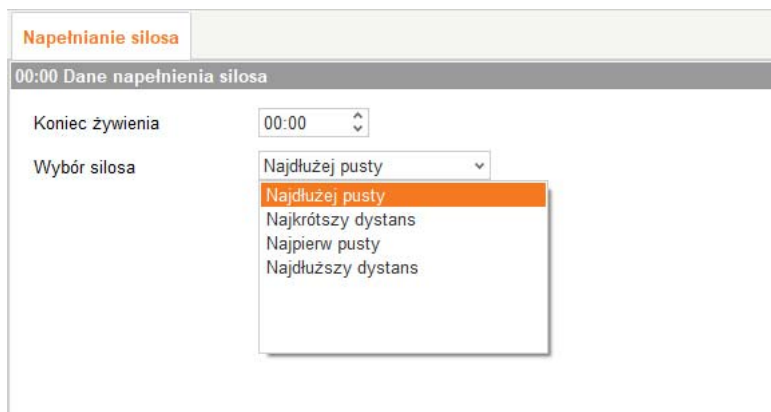 Napełnianie silosa
00:00 Dane napełnienia silosa
Koniec żywienia 00:00
Wybór silosa Najdłużej pusty
Najdłużej pusty
Najkrótszy dystans
Najpierw pusty
Najdłuższy dystans